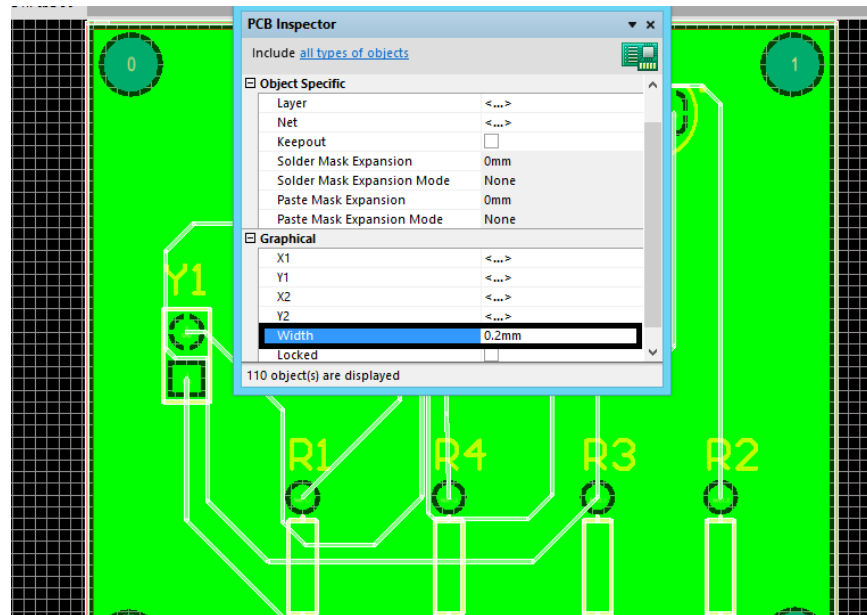 PCB Inspector
Include all types of objects
Object Specific
Layer <...>
Net <...>
Keepout
Solder Mask Expansion 0mm
Solder Mask Expansion Mode None
Paste Mask Expansion 0mm
Paste Mask Expansion Mode None
Graphical
X1 <...>
Y1 <...>
X2 <...>
Y2 <...>
Width 0.2mm
Locked
110 object(s) are displayed
0
1
Y1
R1
R4
R3
R2